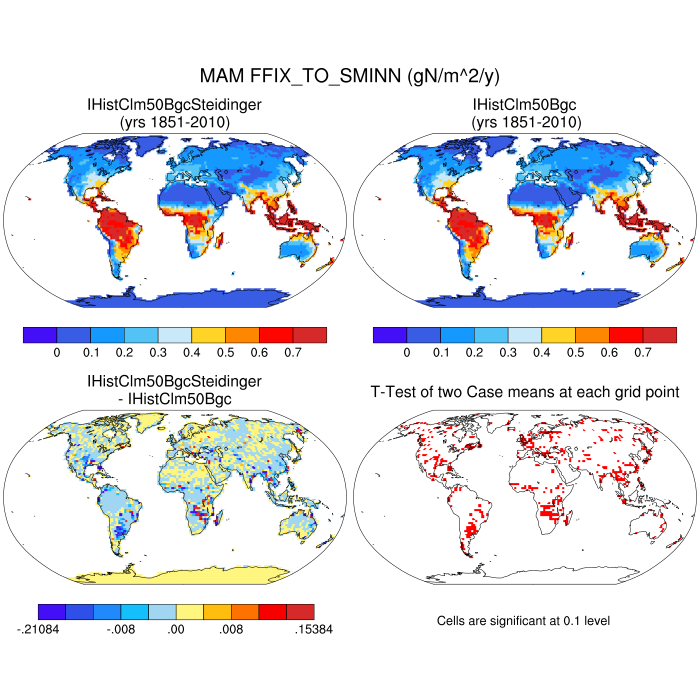 MAM FFIX_TO_SMINN (gN/m^2/y)
IHistClm50BgcSteidinger
(yrs 1851-2010)
IHistClm50Bgc
(yrs 1851-2010)
0 0.1 0.2 0.3 0.4 0.5 0.6 0.7
0 0.1 0.2 0.3 0.4 0.5 0.6 0.7
IHistClm50BgcSteidinger
- IHistClm50Bgc
T-Test of two Case means at each grid point
-.21084 -.008 .00 .008 .15384
Cells are significant at 0.1 level